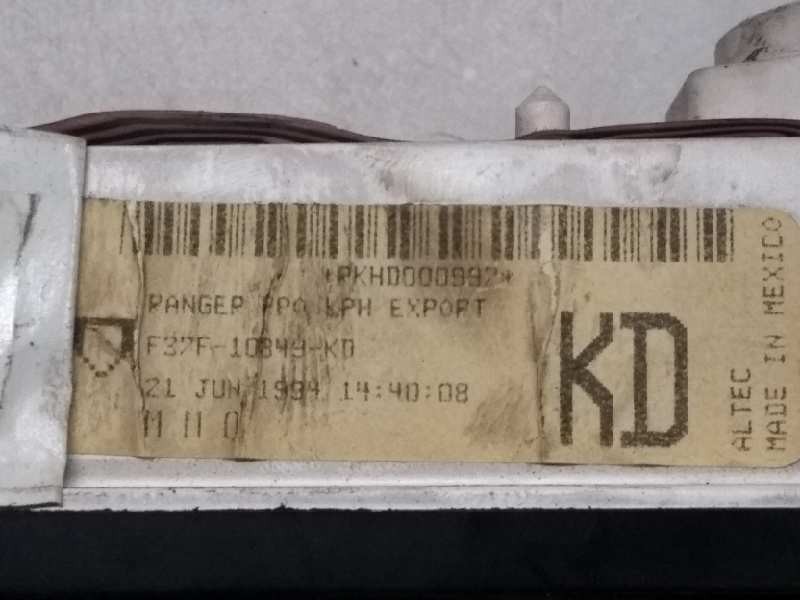 *PKHD000992*
RANGER PPO KPH EXPORT
F37F-10849-KD
21 JUN 1994 14:40:08
KD
ALTEC
MADE IN MEXICO